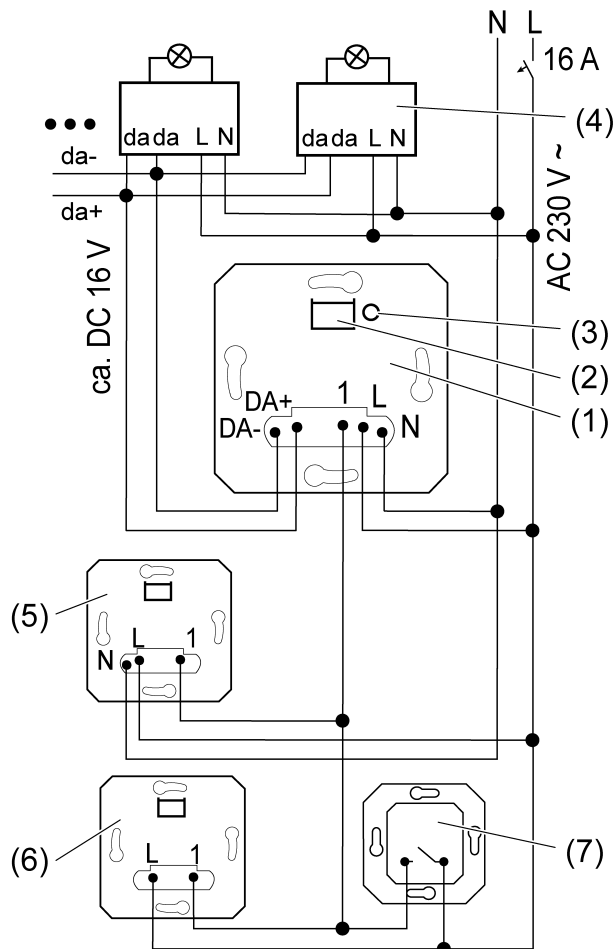 N L
16 A
(4)
da da L N
da da L N
da-
da+
AC 230 V ~
ca. DC 16 V
(3)
(2)
(1)
DA+ 1 L
DA- N
(5)
L 1
N
(6)
L 1
(7)